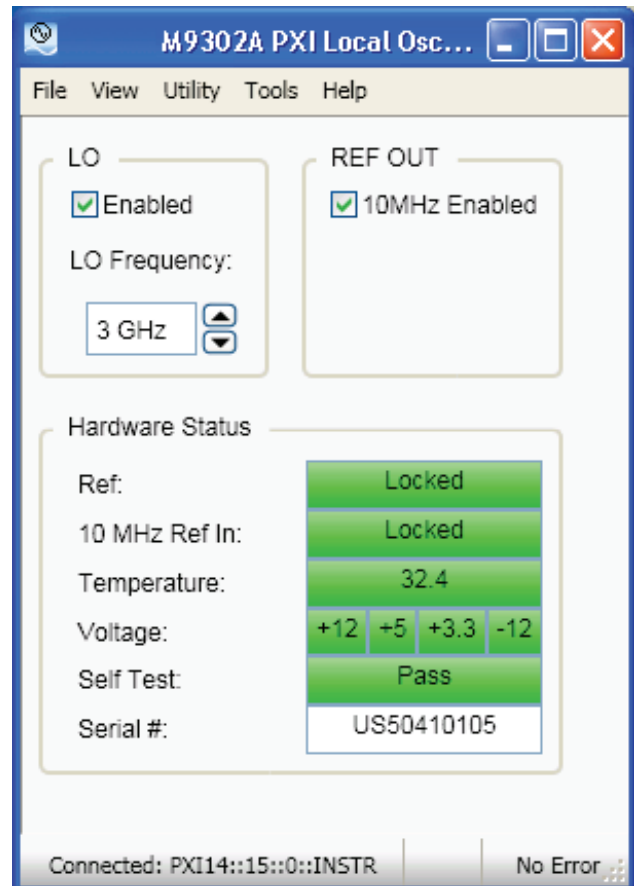 M9302A PXI Local Osc...
File View Utility Tools Help
LO
Enabled
LO Frequency:
3 GHz
REF OUT
10MHz Enabled
Hardware Status
Ref: Locked
10 MHz Ref In: Locked
Temperature: 32.4
Voltage: +12 +5 +3.3 -12
Self Test: Pass
Serial #: US50410105
Connected: PXI14::15::0::INSTR No Error